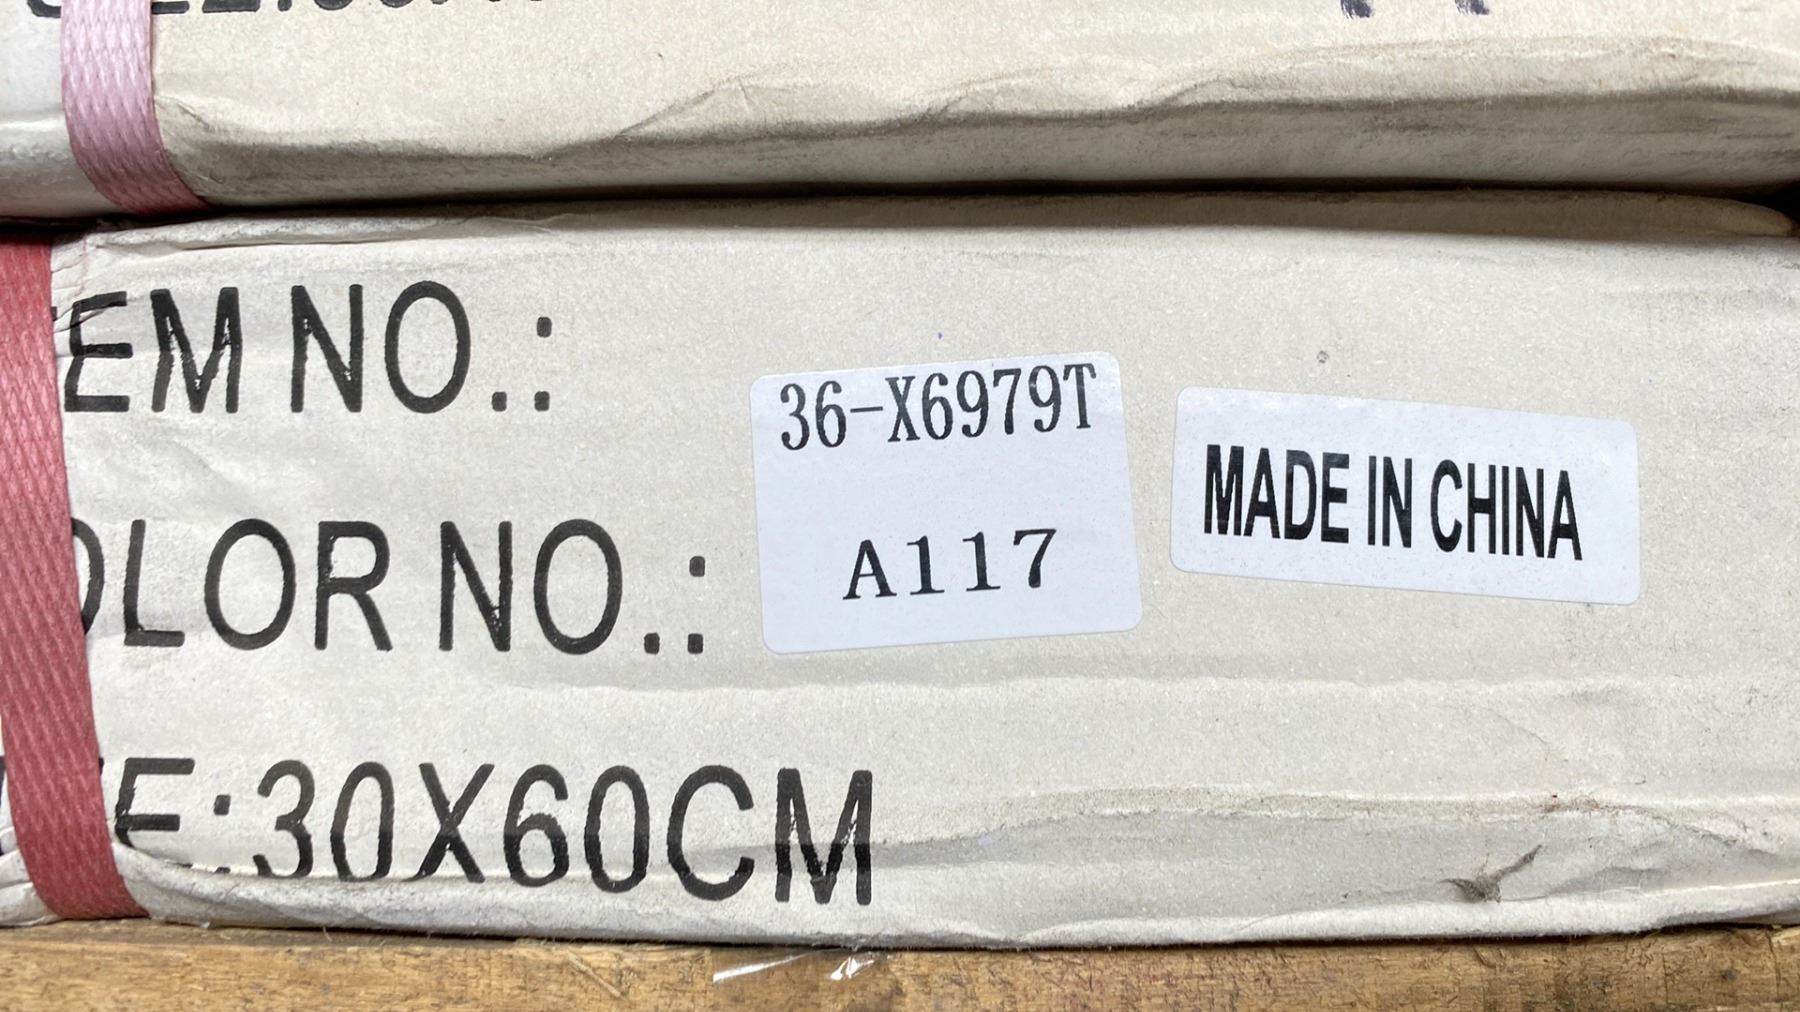 EM NO.: 36-X6979T
OLOR NO.: A117
MADE IN CHINA
E:30X60CM